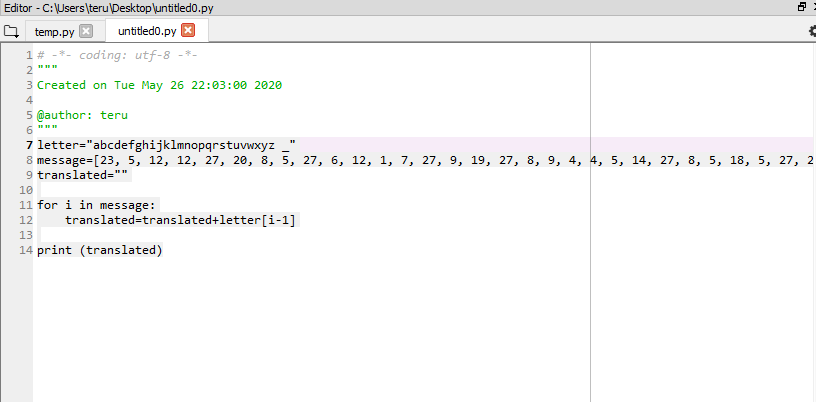 Editor - C:\Users\teru\Desktop\untitled0.py
temp.py untitled0.py
1 # -*- coding: utf-8 -*-
2 """
3 Created on Tue May 26 22:03:00 2020
4
5 @author: teru
6 """
7 letter="abcdefghijklmnopqrstuvwxyz _"
8 message=[23, 5, 12, 12, 27, 20, 8, 5, 27, 6, 12, 1, 7, 27, 9, 19, 27, 8, 9, 4, 4, 5, 14, 27, 8, 5, 18, 5, 27, 2
9 translated=""
10
11 for i in message:
12     translated=translated+letter[i-1]
13
14 print (translated)